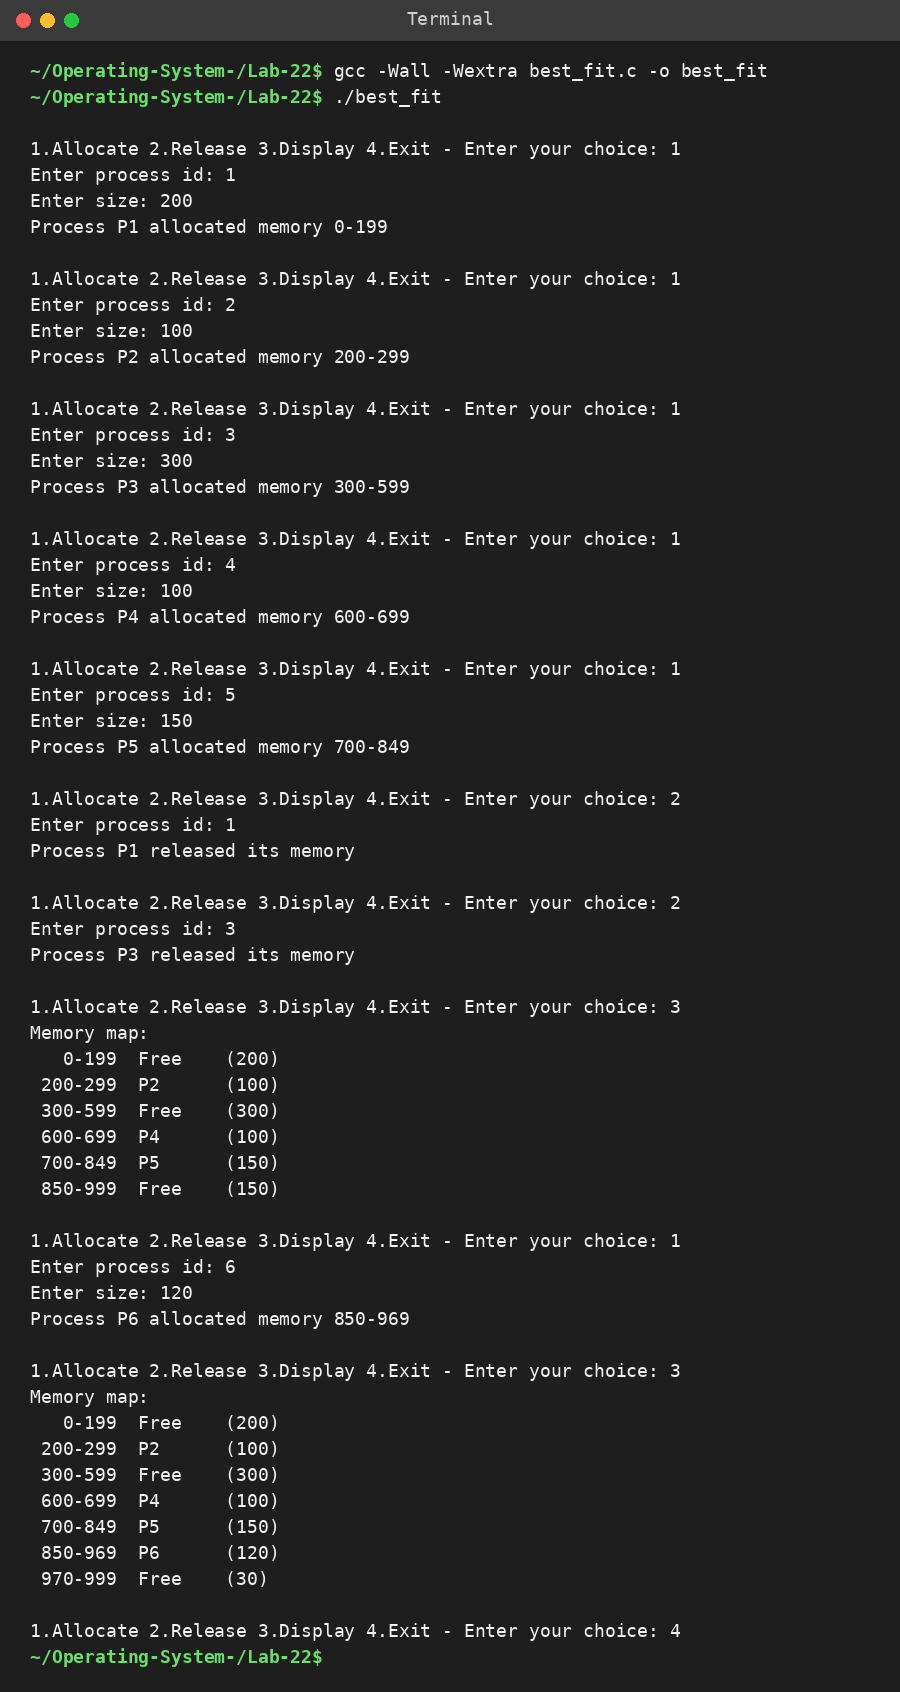 Terminal
~/Operating-System-/Lab-22$ gcc -Wall -Wextra best_fit.c -o best_fit
~/Operating-System-/Lab-22$ ./best_fit

1.Allocate 2.Release 3.Display 4.Exit - Enter your choice: 1
Enter process id: 1
Enter size: 200
Process P1 allocated memory 0-199

1.Allocate 2.Release 3.Display 4.Exit - Enter your choice: 1
Enter process id: 2
Enter size: 100
Process P2 allocated memory 200-299

1.Allocate 2.Release 3.Display 4.Exit - Enter your choice: 1
Enter process id: 3
Enter size: 300
Process P3 allocated memory 300-599

1.Allocate 2.Release 3.Display 4.Exit - Enter your choice: 1
Enter process id: 4
Enter size: 100
Process P4 allocated memory 600-699

1.Allocate 2.Release 3.Display 4.Exit - Enter your choice: 1
Enter process id: 5
Enter size: 150
Process P5 allocated memory 700-849

1.Allocate 2.Release 3.Display 4.Exit - Enter your choice: 2
Enter process id: 1
Process P1 released its memory

1.Allocate 2.Release 3.Display 4.Exit - Enter your choice: 2
Enter process id: 3
Process P3 released its memory

1.Allocate 2.Release 3.Display 4.Exit - Enter your choice: 3
Memory map:
   0-199  Free    (200)
 200-299  P2      (100)
 300-599  Free    (300)
 600-699  P4      (100)
 700-849  P5      (150)
 850-999  Free    (150)

1.Allocate 2.Release 3.Display 4.Exit - Enter your choice: 1
Enter process id: 6
Enter size: 120
Process P6 allocated memory 850-969

1.Allocate 2.Release 3.Display 4.Exit - Enter your choice: 3
Memory map:
   0-199  Free    (200)
 200-299  P2      (100)
 300-599  Free    (300)
 600-699  P4      (100)
 700-849  P5      (150)
 850-969  P6      (120)
 970-999  Free    (30)

1.Allocate 2.Release 3.Display 4.Exit - Enter your choice: 4
~/Operating-System-/Lab-22$